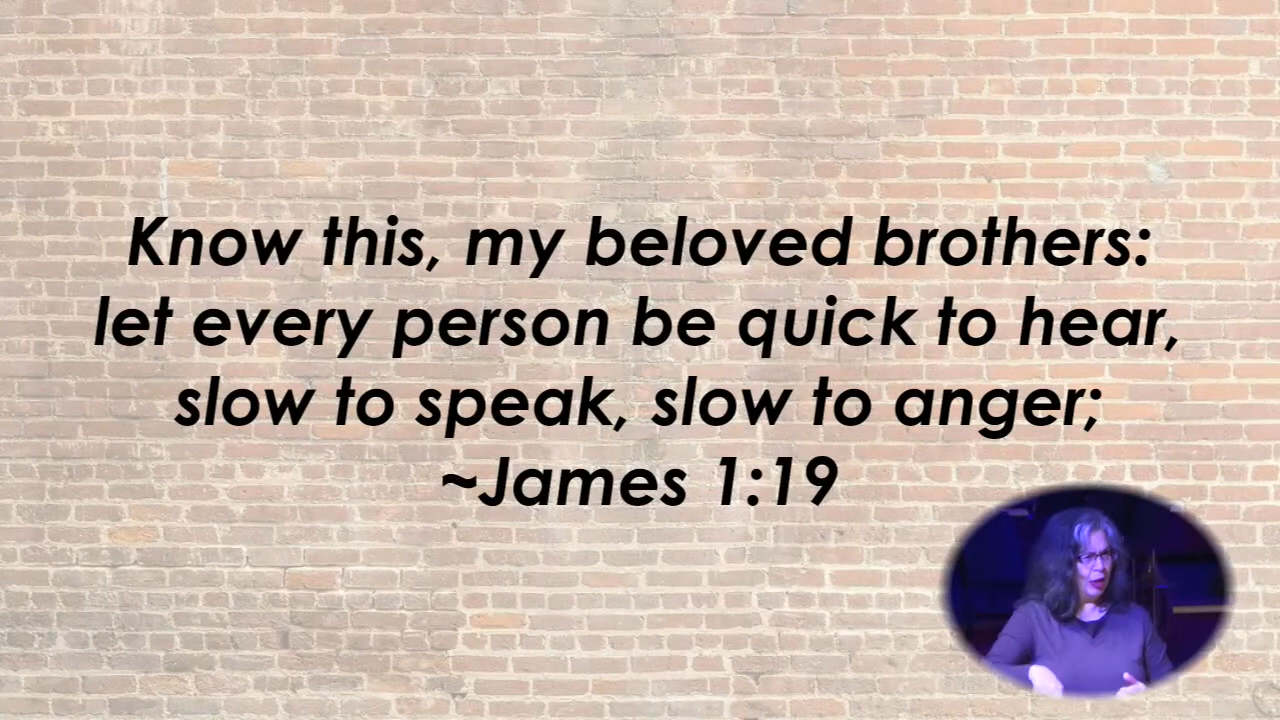 Know this, my beloved brothers:
let every person be quick to hear,
slow to speak, slow to anger;
~James 1:19